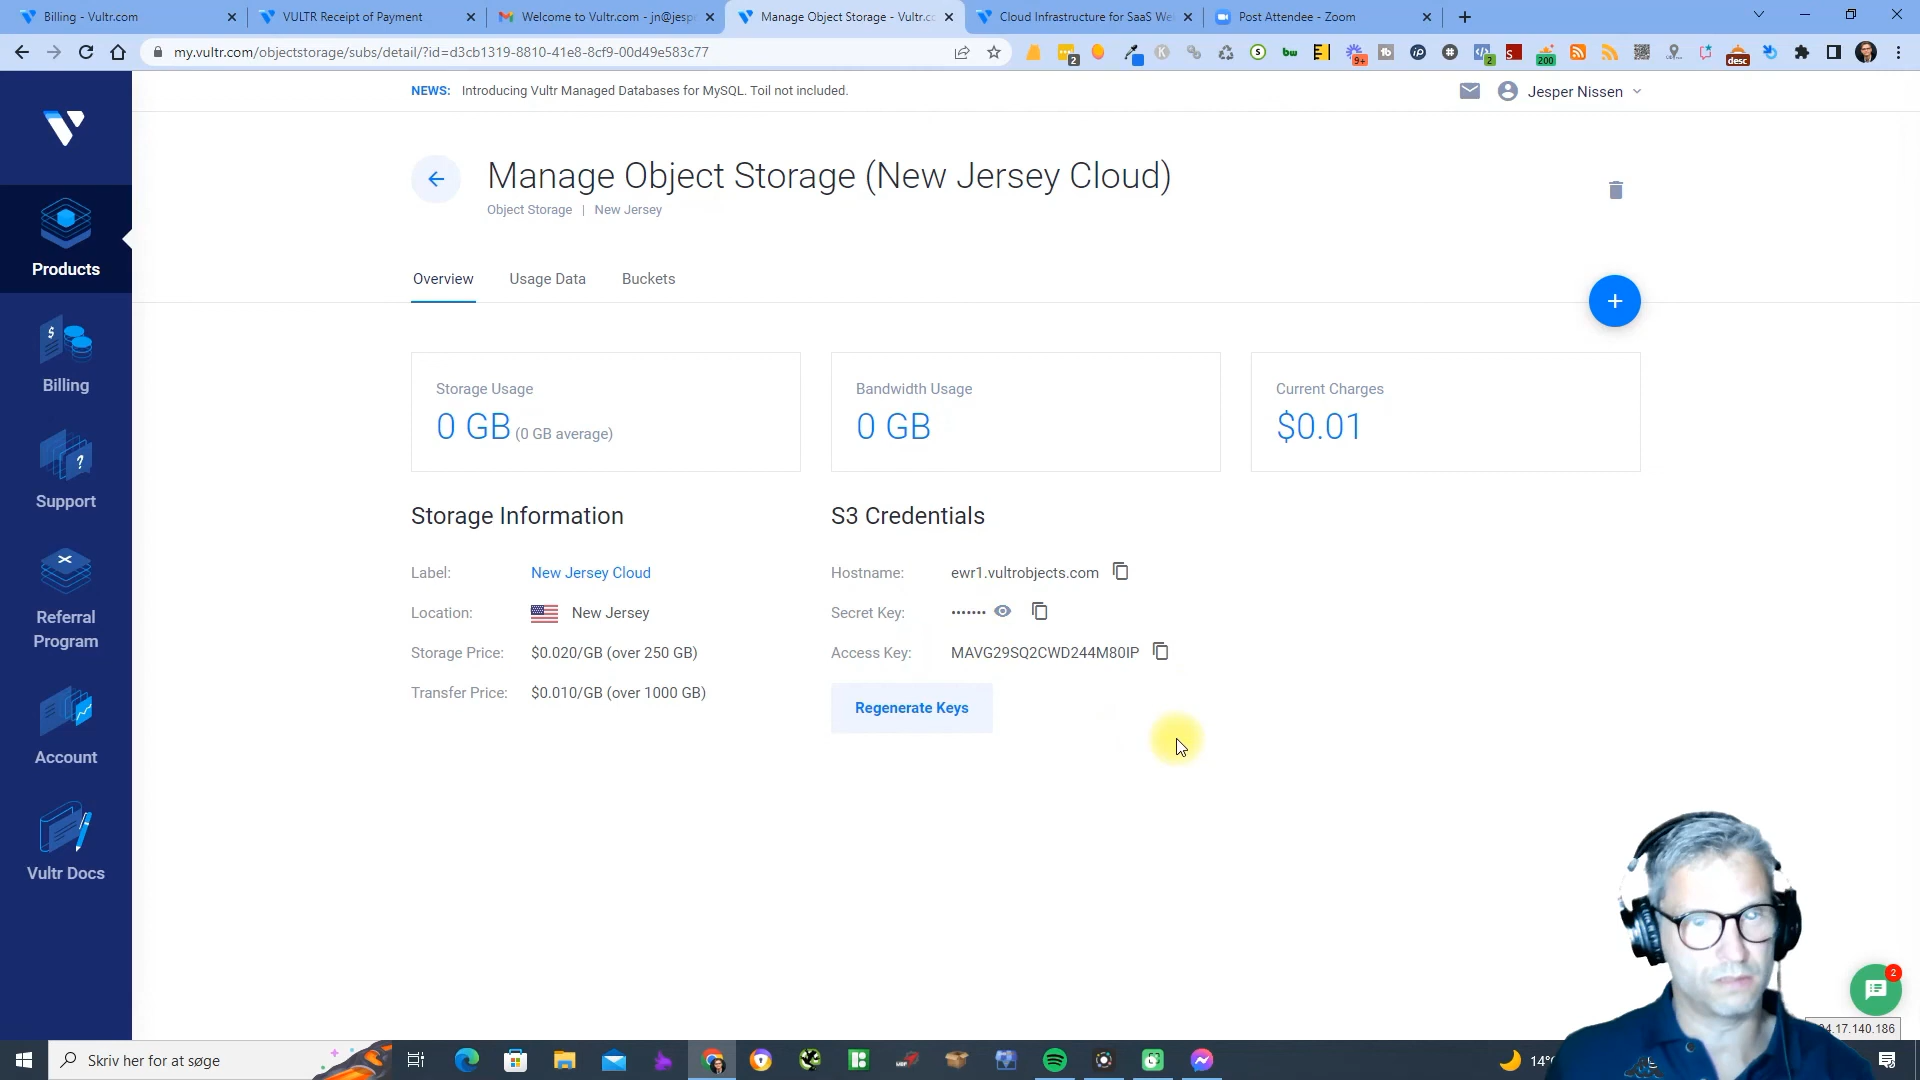 Billing - Vultr.com
VULTR Receipt of Payment
Welcome to Vultr.com - jn@jesp
Manage Object Storage - Vultr.c
Cloud Infrastructure for SaaS We
Post Attendee - Zoom
my.vultr.com/objectstorage/subs/detail/?id=d3cb1319-8810-41e8-8cf9-00d49e583c77
NEWS: Introducing Vultr Managed Databases for MySQL. Toil not included.
Jesper Nissen
Manage Object Storage (New Jersey Cloud)
Object Storage | New Jersey
Products
Billing
Support
Referral
Program
Account
Vultr Docs
Overview
Usage Data
Buckets
Storage Usage
0 GB (0 GB average)
Bandwidth Usage
0 GB
Current Charges
$0.01
Storage Information
Label: New Jersey Cloud
Location: New Jersey
Storage Price: $0.020/GB (over 250 GB)
Transfer Price: $0.010/GB (over 1000 GB)
S3 Credentials
Hostname: ewr1.vultrobjects.com
Secret Key: •••••••
Access Key: MAVG29SQ2CWD244M80IP
Regenerate Keys
2
4.17.140.186
Skriv her for at søge
14°